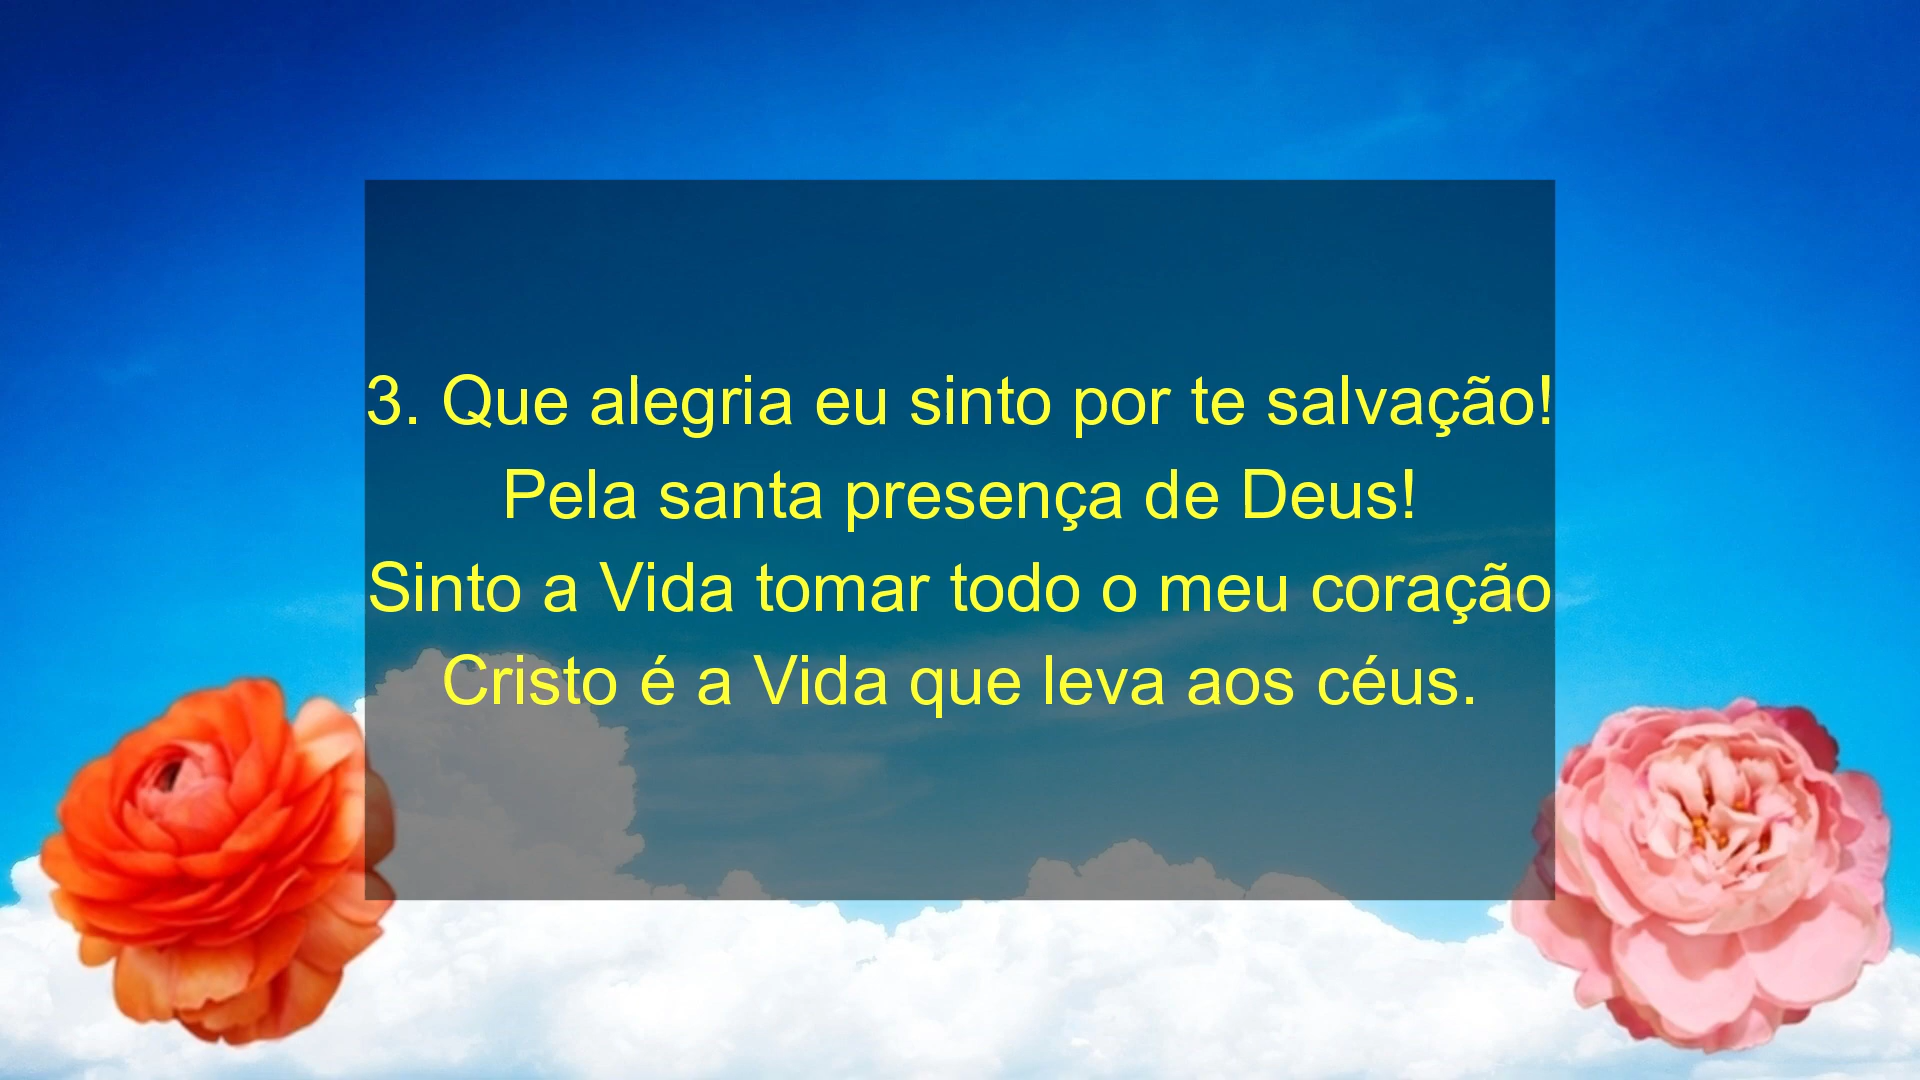 3. Que alegria eu sinto por te salvação!
Pela santa presença de Deus!
Sinto a Vida tomar todo o meu coração
Cristo é a Vida que leva aos céus.